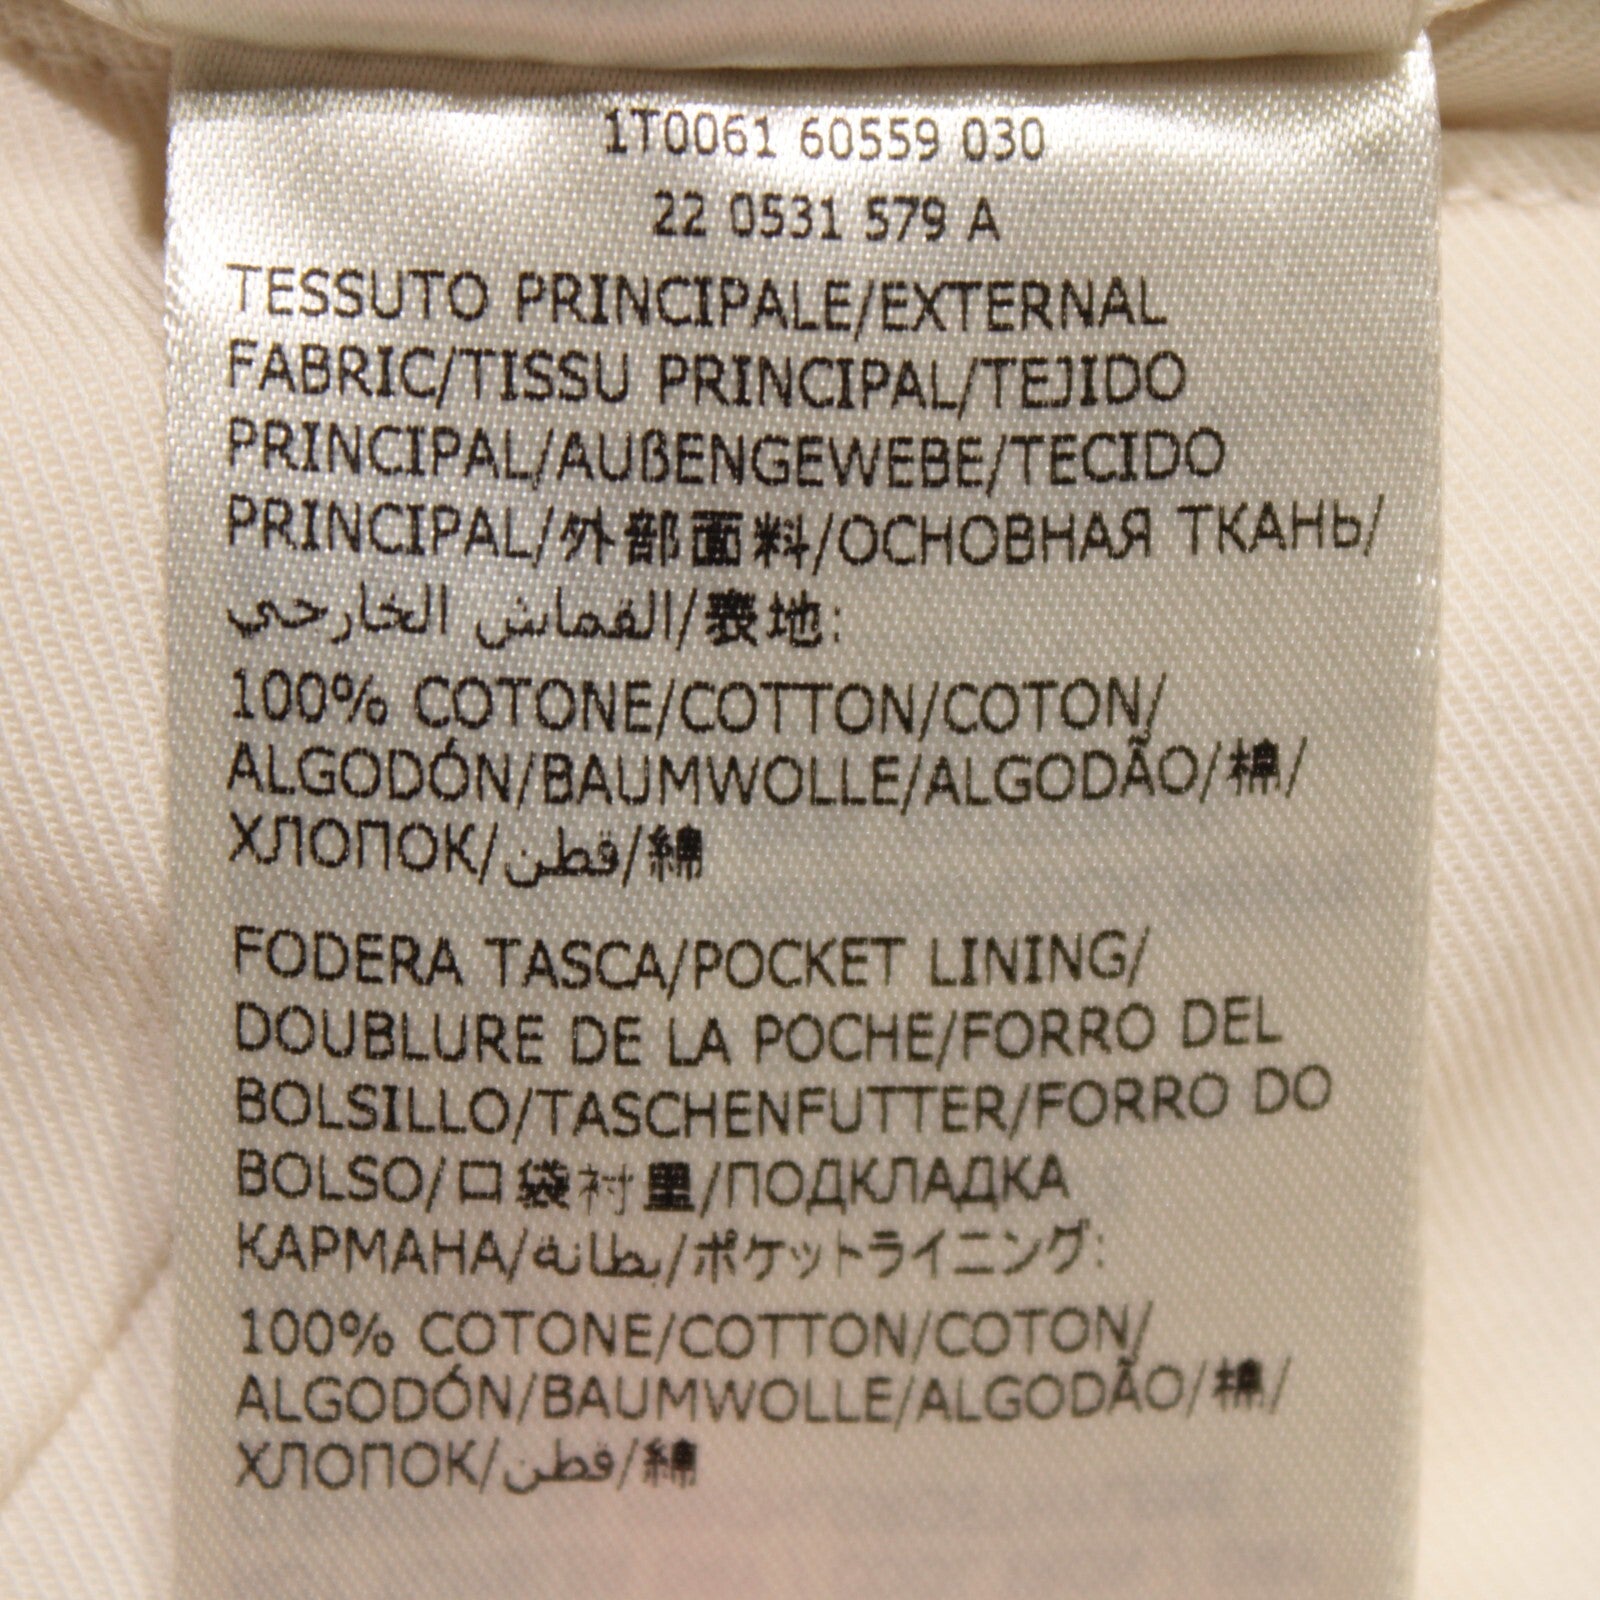 1T0061 60559 030
22 0531 579 A
TESSUTO PRINCIPALE/EXTERNAL
FABRIC/TISSU PRINCIPAL/TEJIDO
PRINCIPAL/AUßENGEWEBE/TECIDO
PRINCIPAL/外部面料/ОСНОВНАЯ ТКАНЬ/
القماش الخارجي/表地:
100% COTONE/COTTON/COTON/
ALGODÓN/BAUMWOLLE/ALGODÃO/棉/
ХЛОПОК/قطن/綿
FODERA TASCA/POCKET LINING/
DOUBLURE DE LA POCHE/FORRO DEL
BOLSILLO/TASCHENFUTTER/FORRO DO
BOLSO/口袋衬里/ПОДКЛАДКА
КАРМАНА/بطانة/ポケットライニング:
100% COTONE/COTTON/COTON/
ALGODÓN/BAUMWOLLE/ALGODÃO/棉/
ХЛОПОК/قطن/綿